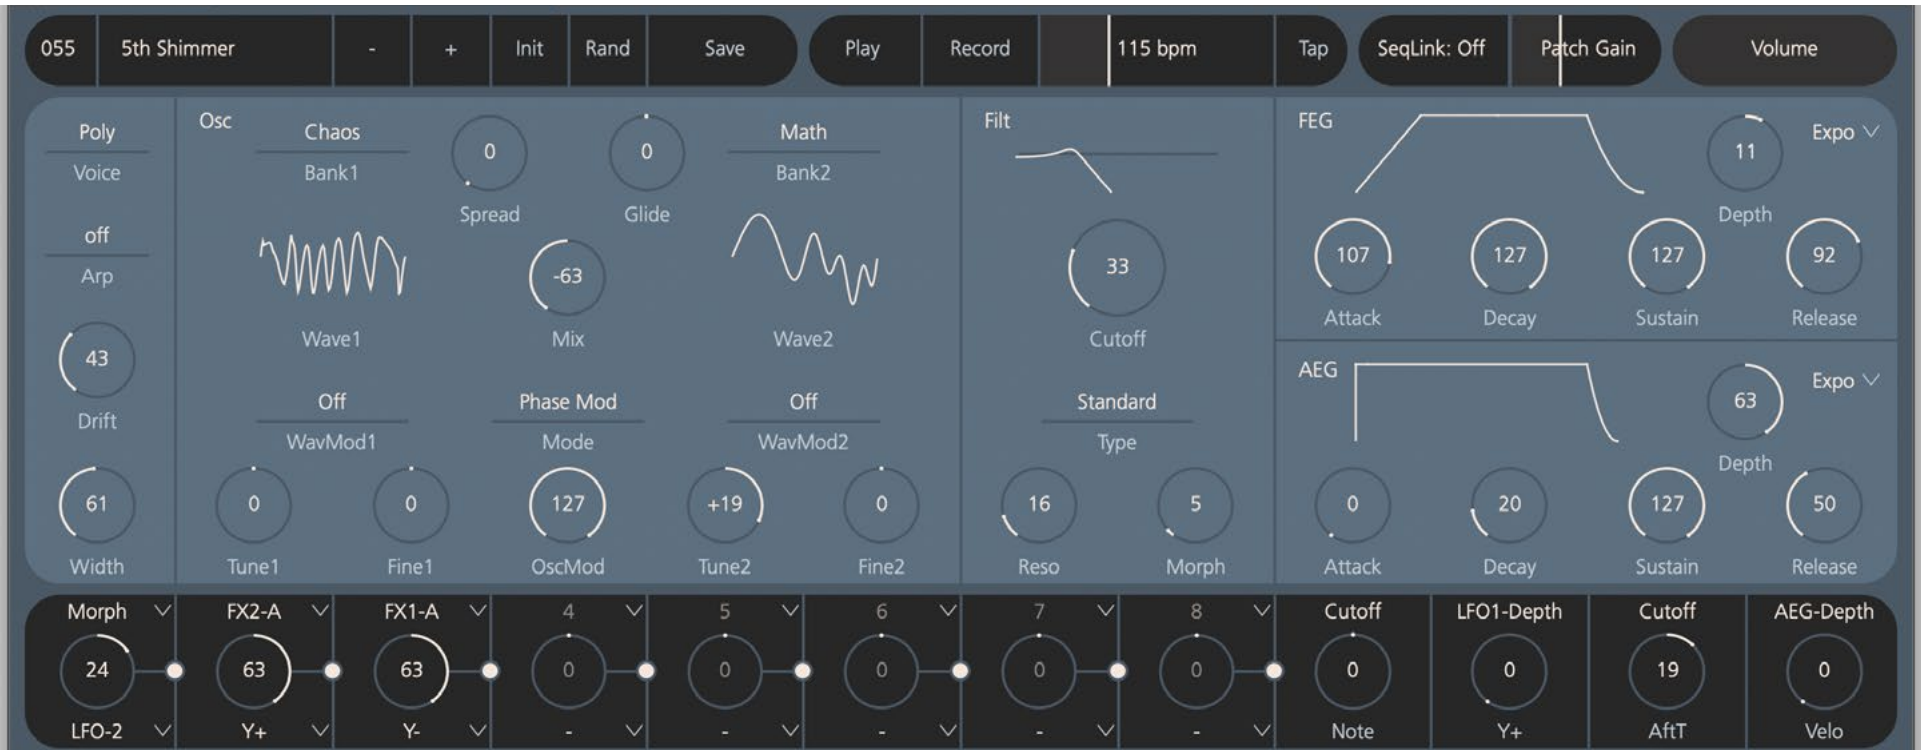 055 5th Shimmer - + Init Rand Save Play Record 115 bpm Tap SeqLink: Off Patch Gain Volume
Poly
Voice
off
Arp
43
Drift
61
Width
Osc
Chaos
Bank1
0
Spread
0
Glide
Math
Bank2
Wave1
-63
Mix
Wave2
Off
WavMod1
Phase Mod
Mode
Off
WavMod2
0
Tune1
0
Fine1
127
OscMod
+19
Tune2
0
Fine2
Filt
33
Cutoff
Standard
Type
16
Reso
5
Morph
FEG
11
Depth
Expo
107
Attack
127
Decay
127
Sustain
92
Release
AEG
63
Depth
Expo
0
Attack
20
Decay
127
Sustain
50
Release
Morph
24
LFO-2
FX2-A
63
Y+
FX1-A
63
Y-
4
0
-
5
0
-
6
0
-
7
0
-
8
0
-
Cutoff
0
Note
LFO1-Depth
0
Y+
Cutoff
19
AftT
AEG-Depth
0
Velo